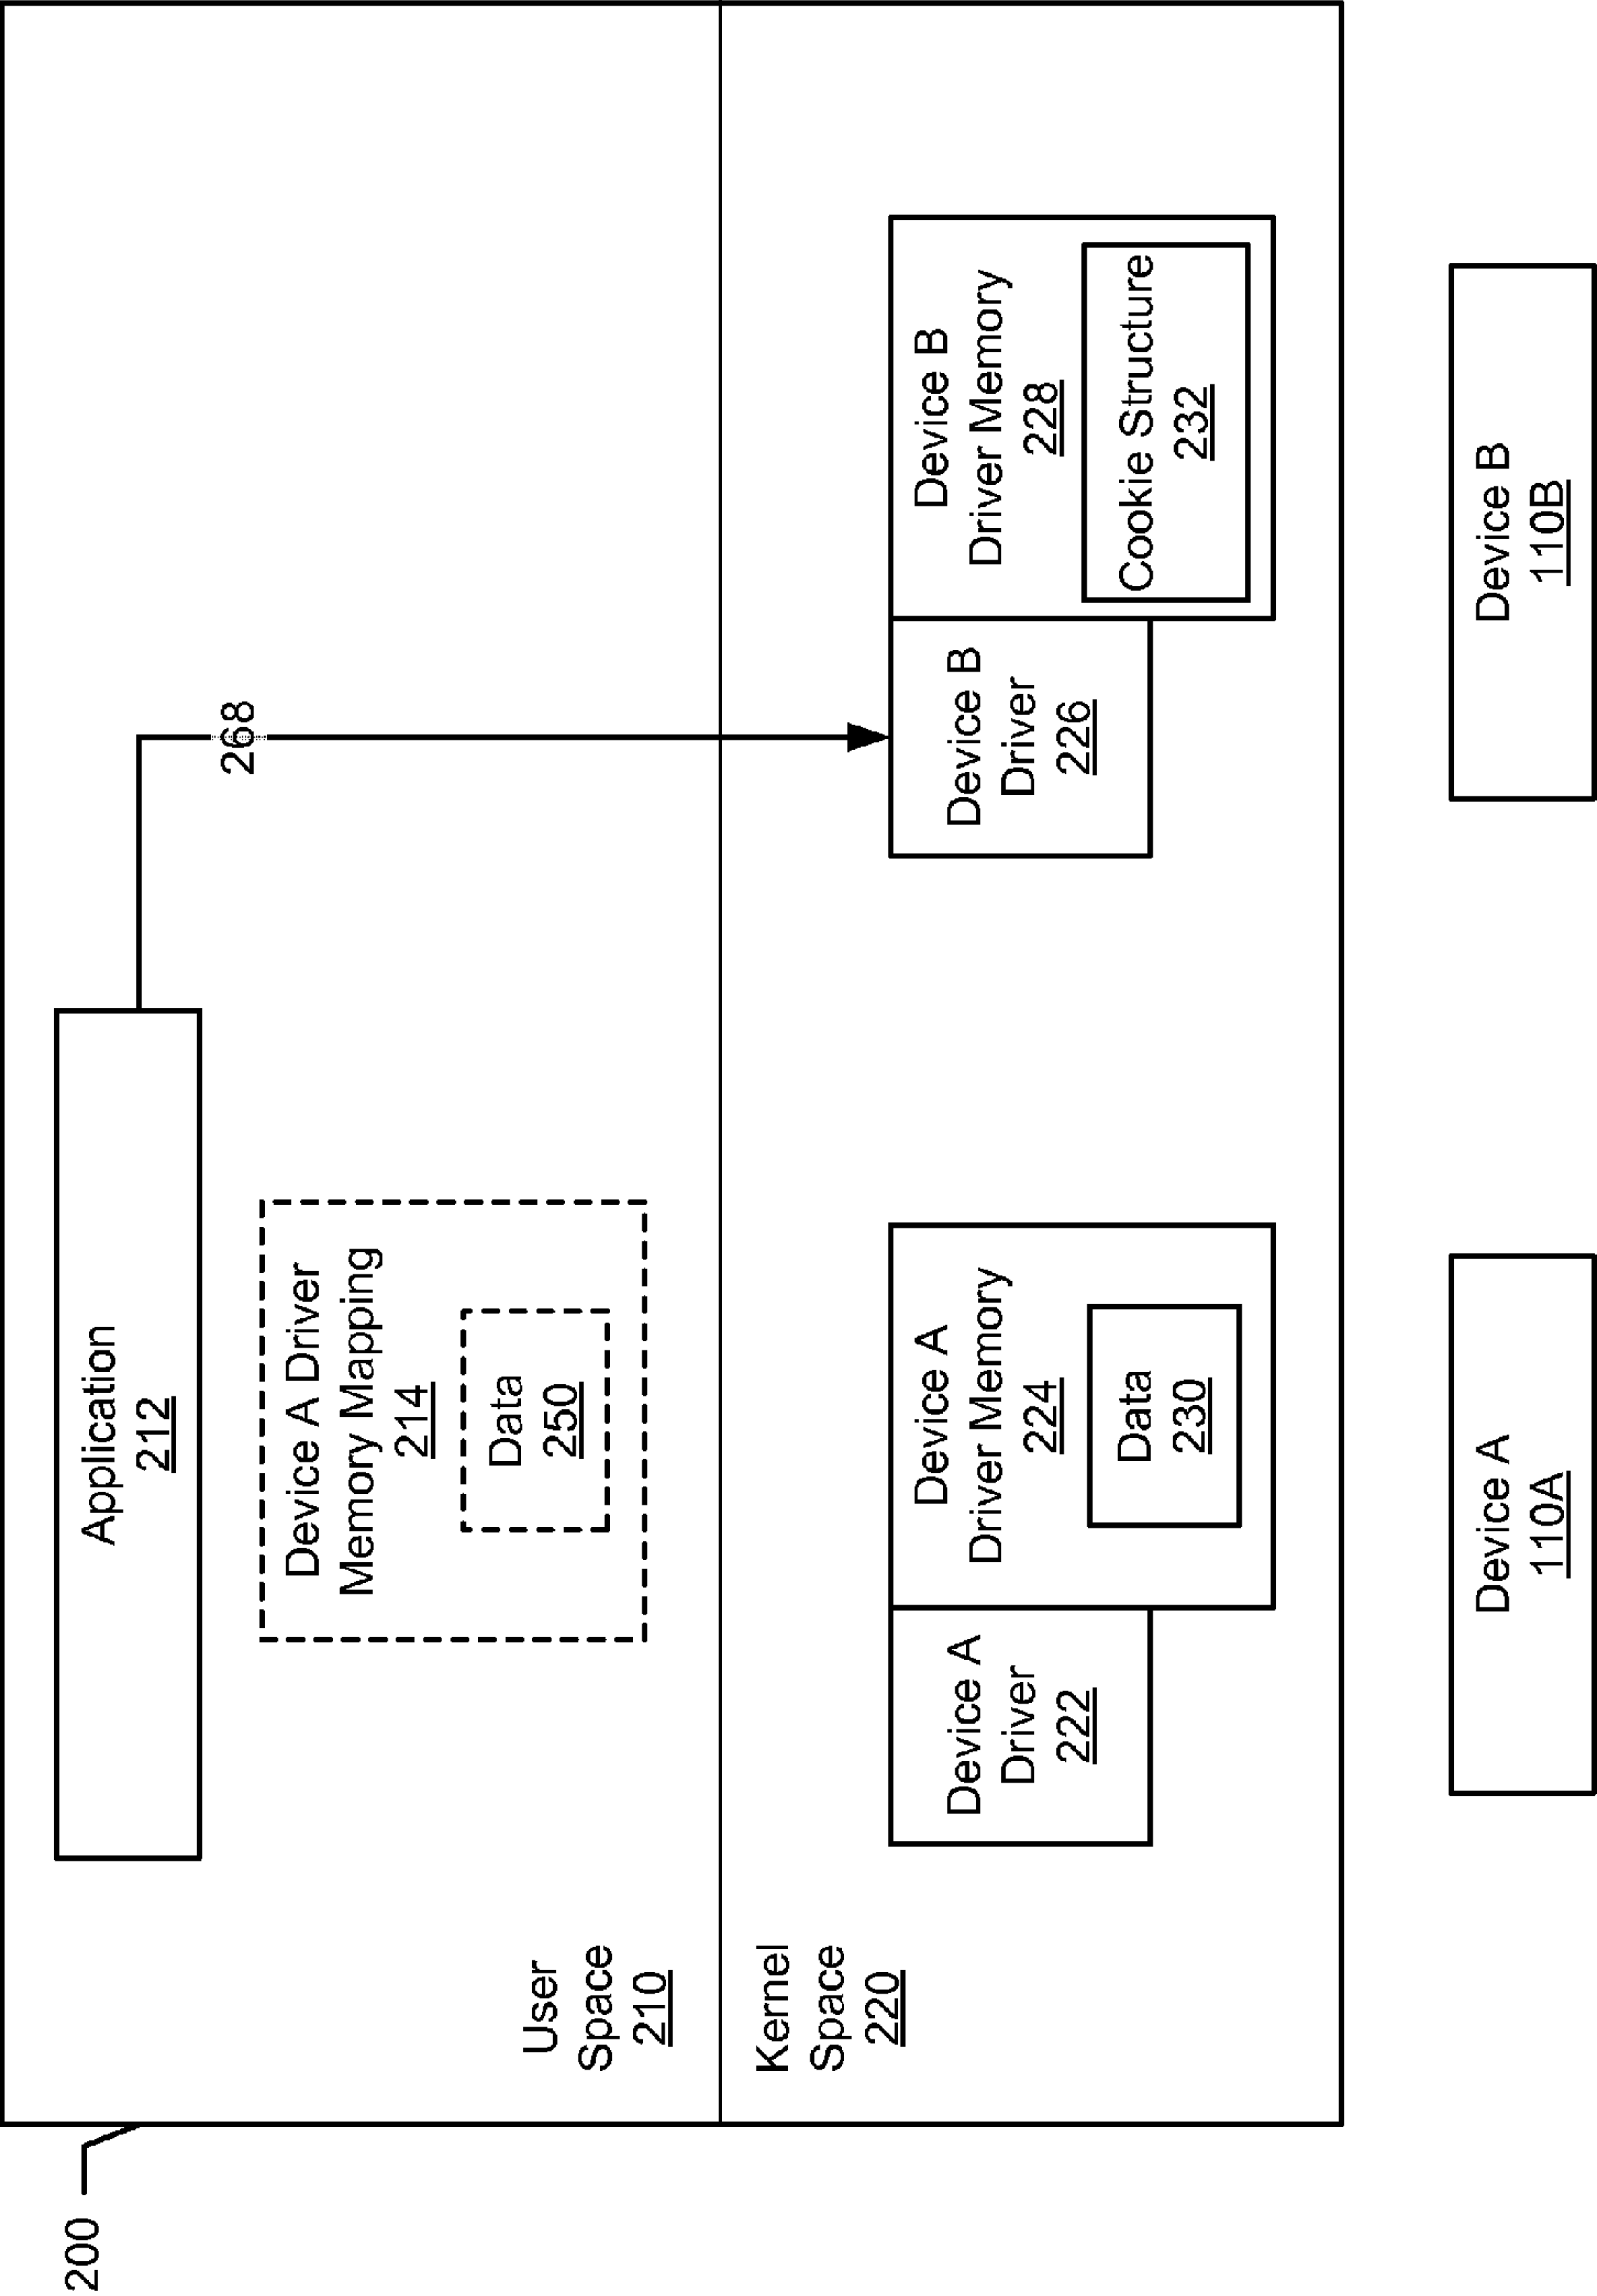 200
Application
212
268
Device A Driver
Memory Mapping
214
Data
250
User
Space
210
Kernel
Space
220
Device A
Driver
222
Device A
Driver Memory
224
Data
230
Device B
Driver
226
Device B
Driver Memory
228
Cookie Structure
232
Device A
110A
Device B
110B